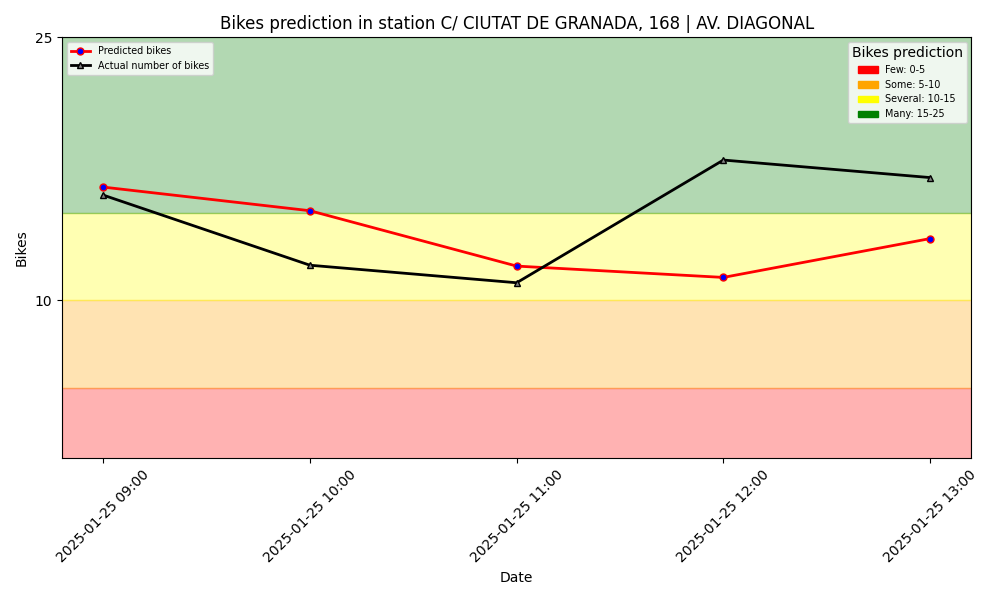 Bikes prediction in station C/ CIUTAT DE GRANADA, 168 | AV. DIAGONAL
25
Predicted bikes
Actual number of bikes
Bikes prediction
Few: 0-5
Some: 5-10
Several: 10-15
Many: 15-25
Bikes
10
2025-01-25 09:00
2025-01-25 10:00
2025-01-25 11:00
2025-01-25 12:00
2025-01-25 13:00
Date